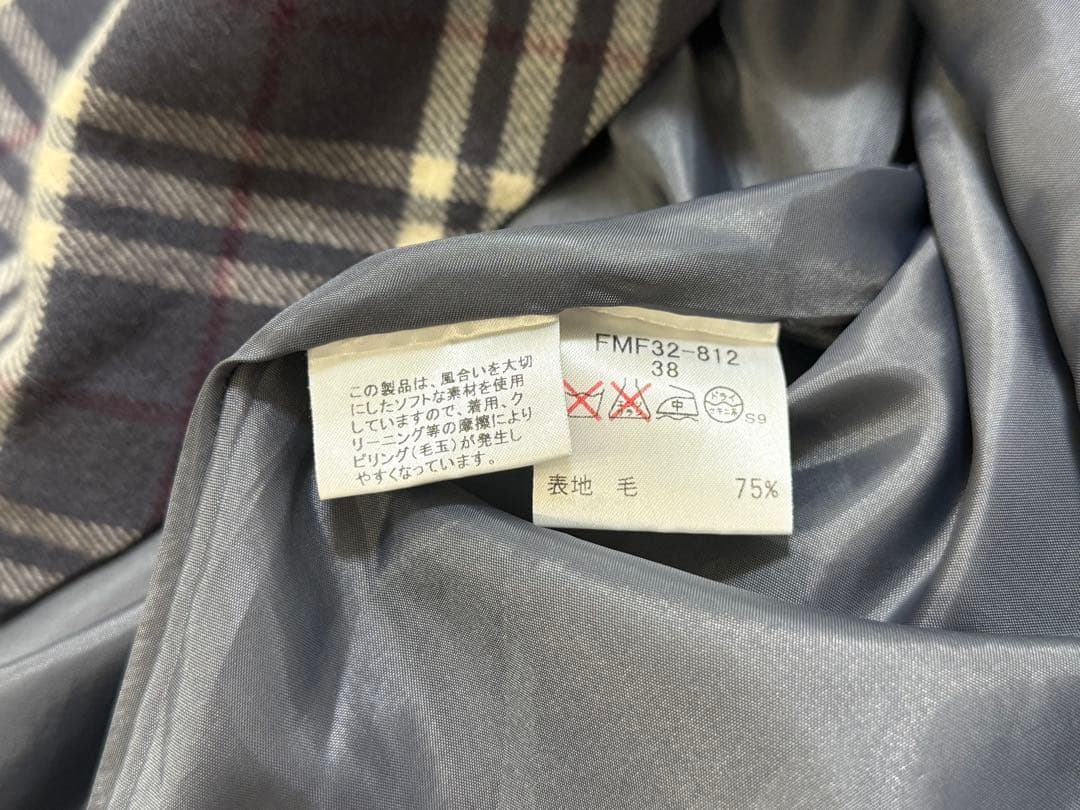 この製品は、風合いを大切
にしたソフトな素材を使用
していますので、着用、ク
リーニング等の摩擦により
ピリング(毛玉)が発生し
やすくなっています。
FMF32-812
38
中 ドライ セキユ系 S9
表地 毛 75%